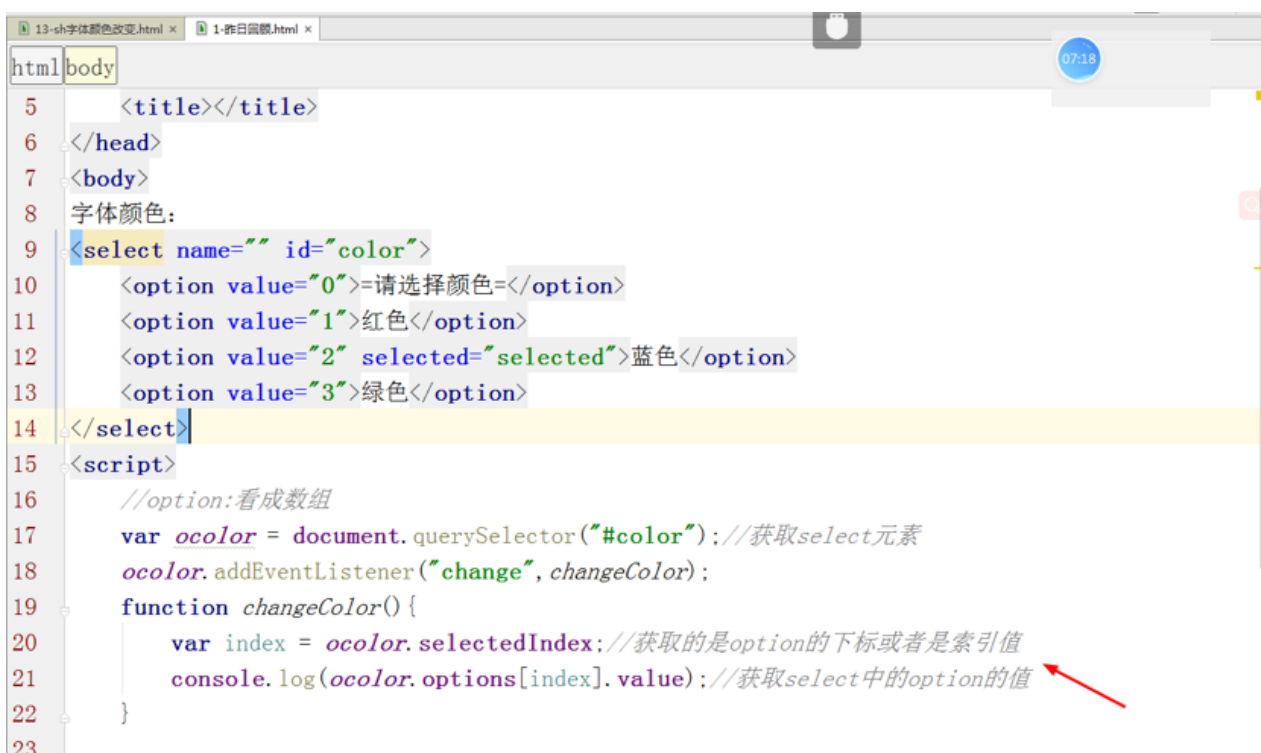 13-sh字体颜色改变.html × 1-昨日回顾.html ×
07:18
html body
5 <title></title>
6 </head>
7 <body>
8 字体颜色：
9 <select name="" id="color">
10 <option value="0">=请选择颜色=</option>
11 <option value="1">红色</option>
12 <option value="2" selected="selected">蓝色</option>
13 <option value="3">绿色</option>
14 </select>
15 <script>
16 //option:看成数组
17 var ocolor = document.querySelector("#color");//获取select元素
18 ocolor.addEventListener("change",changeColor);
19 function changeColor(){
20 var index = ocolor.selectedIndex;//获取的是option的下标或者是索引值
21 console.log(ocolor.options[index].value);//获取select中的option的值
22 }
23